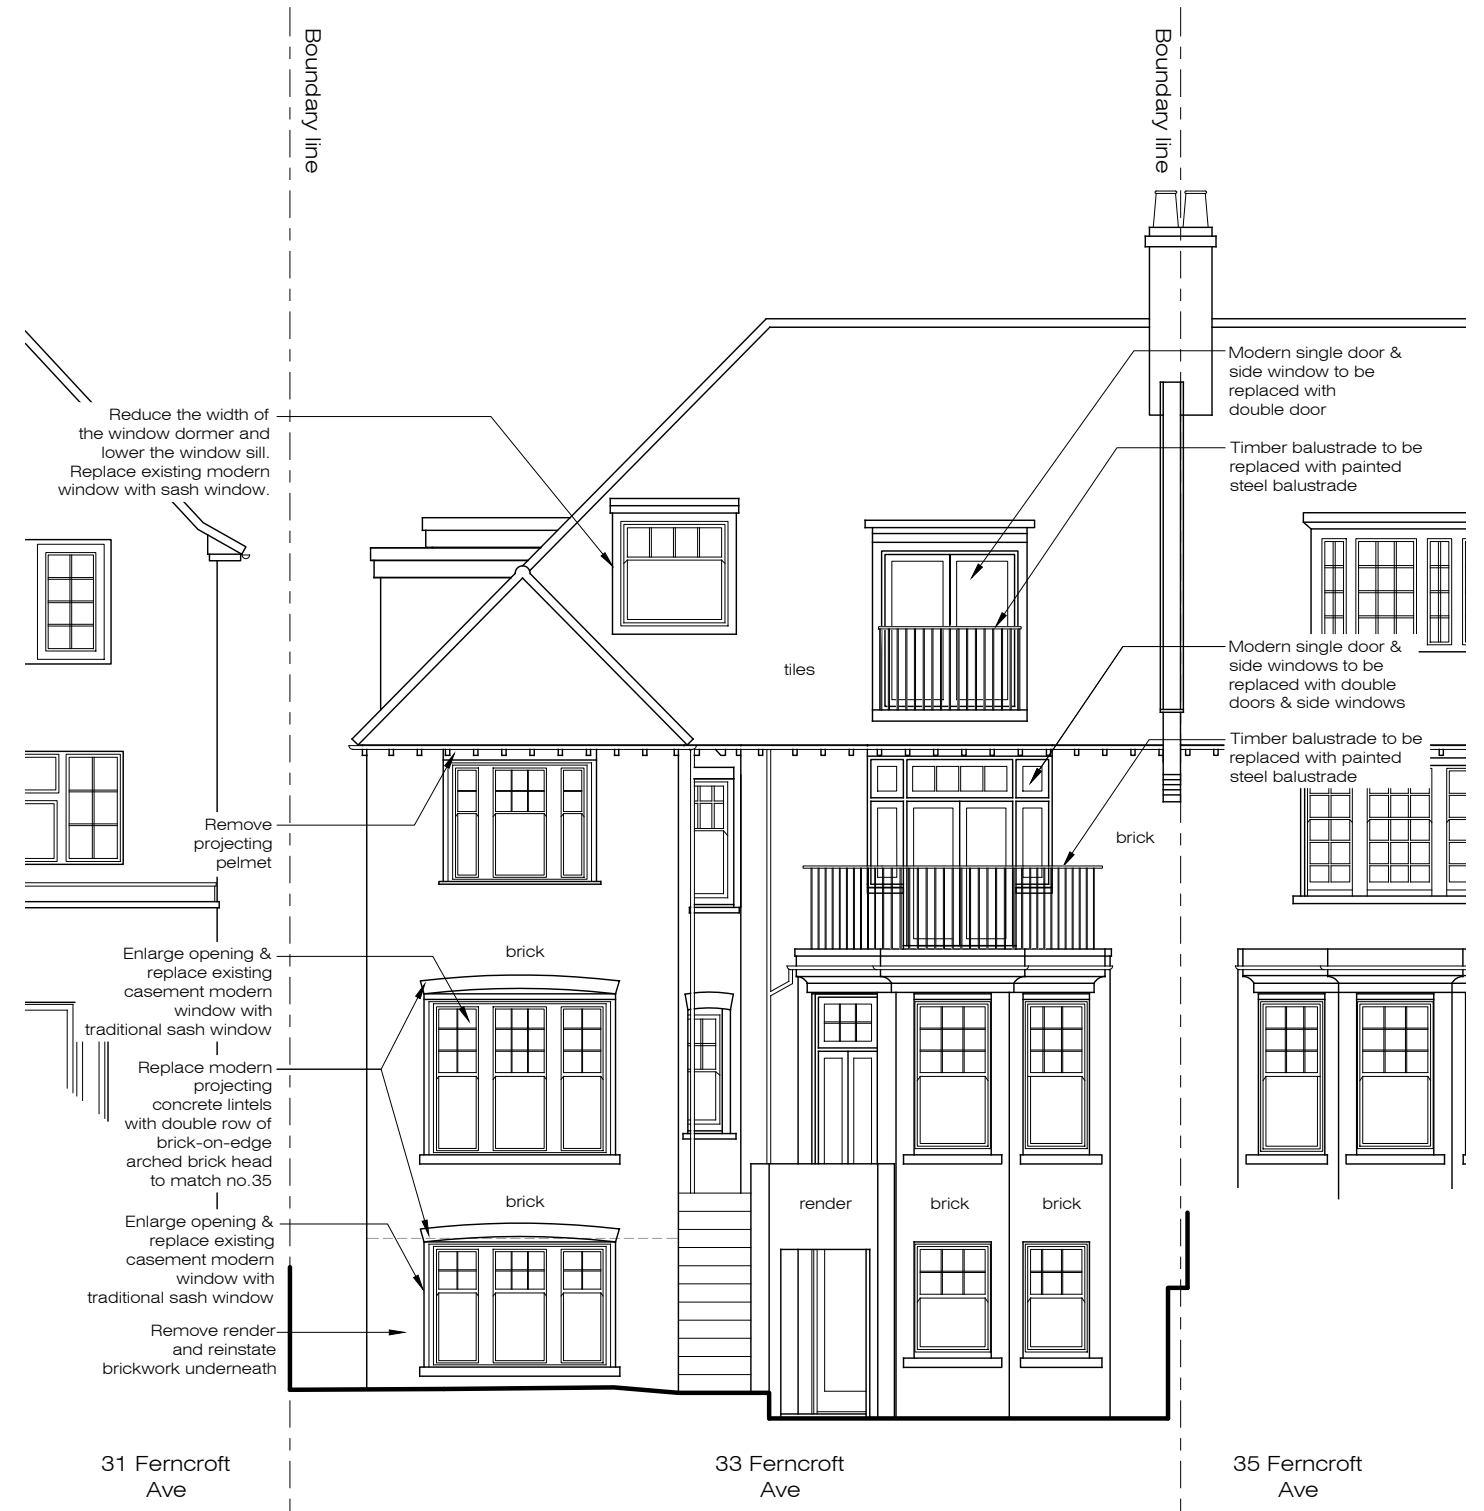 Boundary line
Boundary line
Reduce the width of
the window dormer and
lower the window sill.
Replace existing modern
window with sash window.
Modern single door &
side window to be
replaced with
double door
Timber balustrade to be
replaced with painted
steel balustrade
tiles
Modern single door &
side windows to be
replaced with double
doors & side windows
Timber balustrade to be
replaced with painted
steel balustrade
Remove
projecting
pelmet
brick
brick
Enlarge opening &
replace existing
casement modern
window with
traditional sash window
Replace modern
projecting
concrete lintels
with double row of
brick-on-edge
arched brick head
to match no.35
brick
render
brick
brick
Enlarge opening &
replace existing
casement modern
window with
traditional sash window
Remove render
and reinstate
brickwork underneath
31 Ferncroft
Ave
33 Ferncroft
Ave
35 Ferncroft
Ave